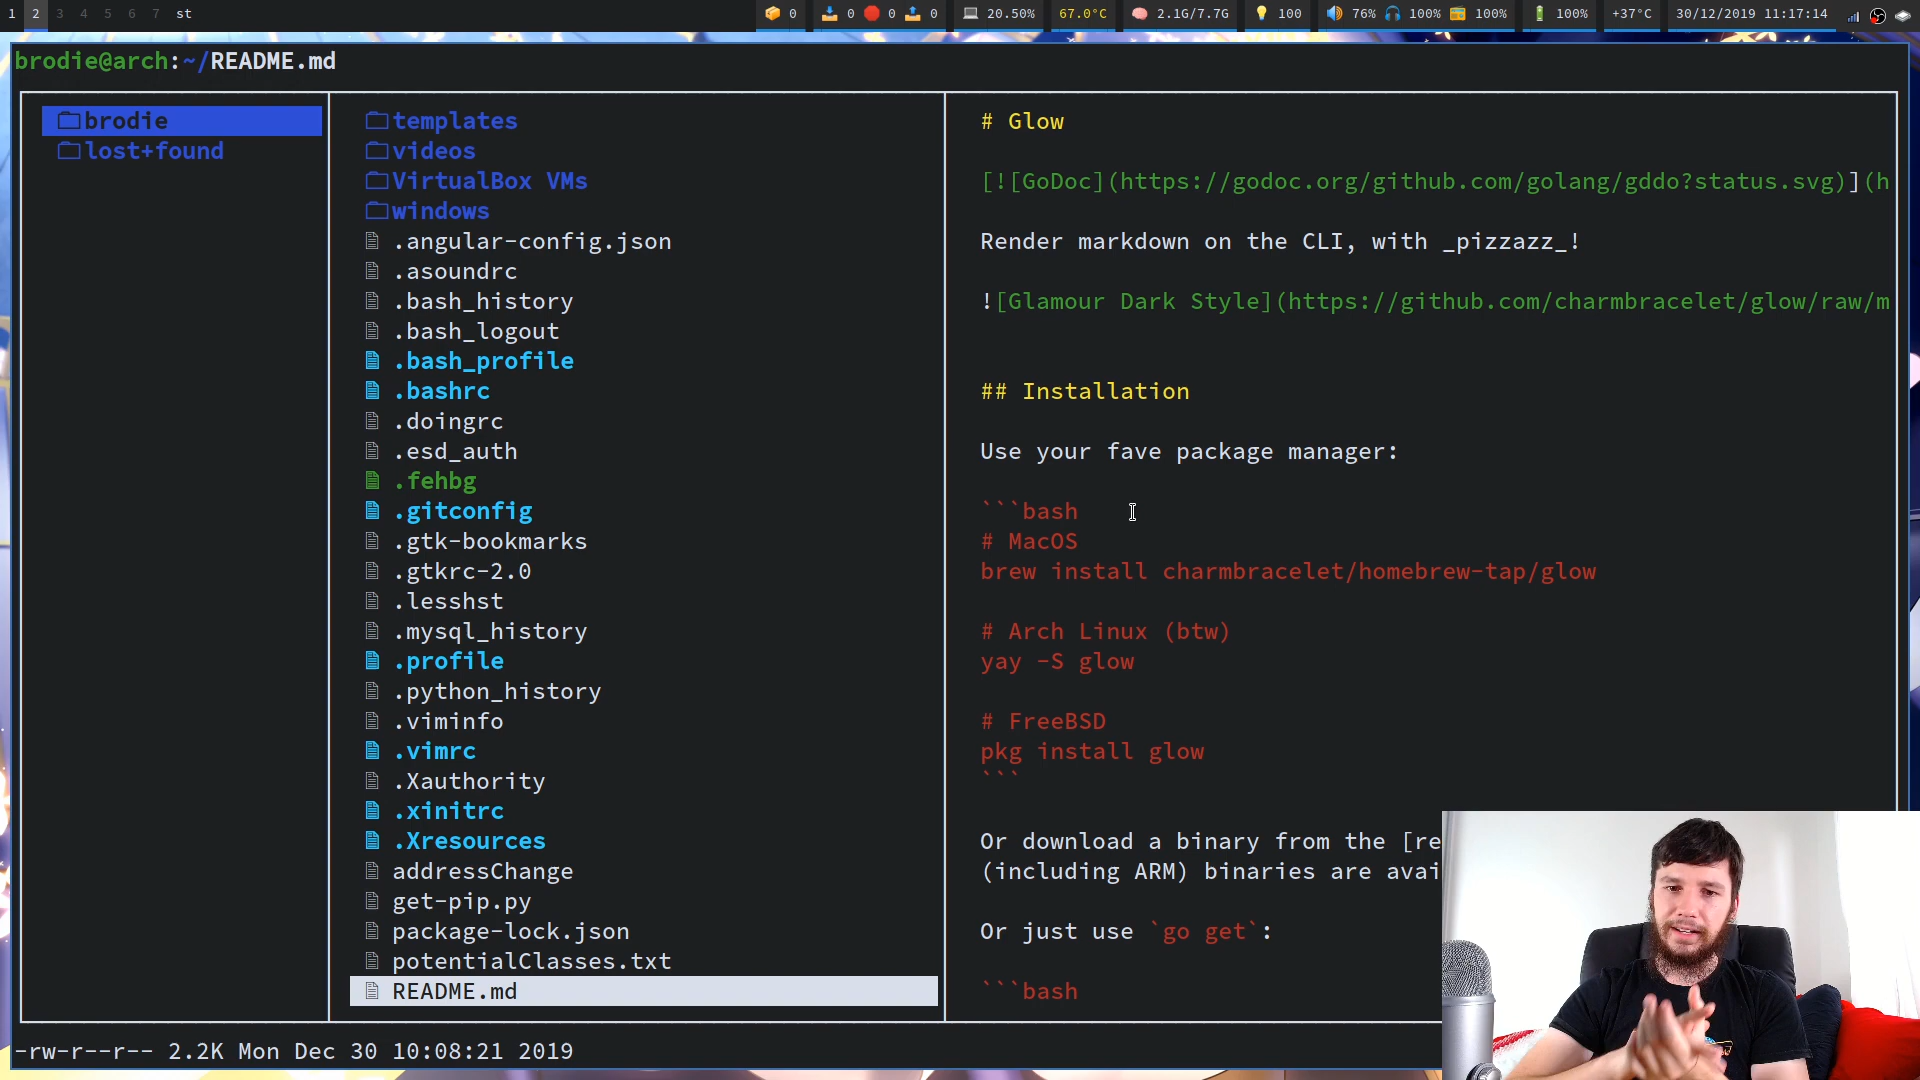 1 2 3 4 5 6 7 st 0 0 0 0 20.50% 67.0°C 2.1G/7.7G 100 76% 100% 100% 100% +37°C 30/12/2019 11:17:14
brodie@arch:~/README.md
brodie
lost+found
templates
videos
VirtualBox VMs
windows
.angular-config.json
.asoundrc
.bash_history
.bash_logout
.bash_profile
.bashrc
.doingrc
.esd_auth
.fehbg
.gitconfig
.gtk-bookmarks
.gtkrc-2.0
.lesshst
.mysql_history
.profile
.python_history
.viminfo
.vimrc
.Xauthority
.xinitrc
.Xresources
addressChange
get-pip.py
package-lock.json
potentialClasses.txt
README.md
# Glow
[![GoDoc](https://godoc.org/github.com/golang/gddo?status.svg)](h
Render markdown on the CLI, with _pizzazz_!
![Glamour Dark Style](https://github.com/charmbracelet/glow/raw/m
## Installation
Use your fave package manager:
```bash
# MacOS
brew install charmbracelet/homebrew-tap/glow
# Arch Linux (btw)
yay -S glow
# FreeBSD
pkg install glow
```
Or download a binary from the [re
(including ARM) binaries are avai
Or just use `go get`:
```bash
-rw-r--r-- 2.2K Mon Dec 30 10:08:21 2019